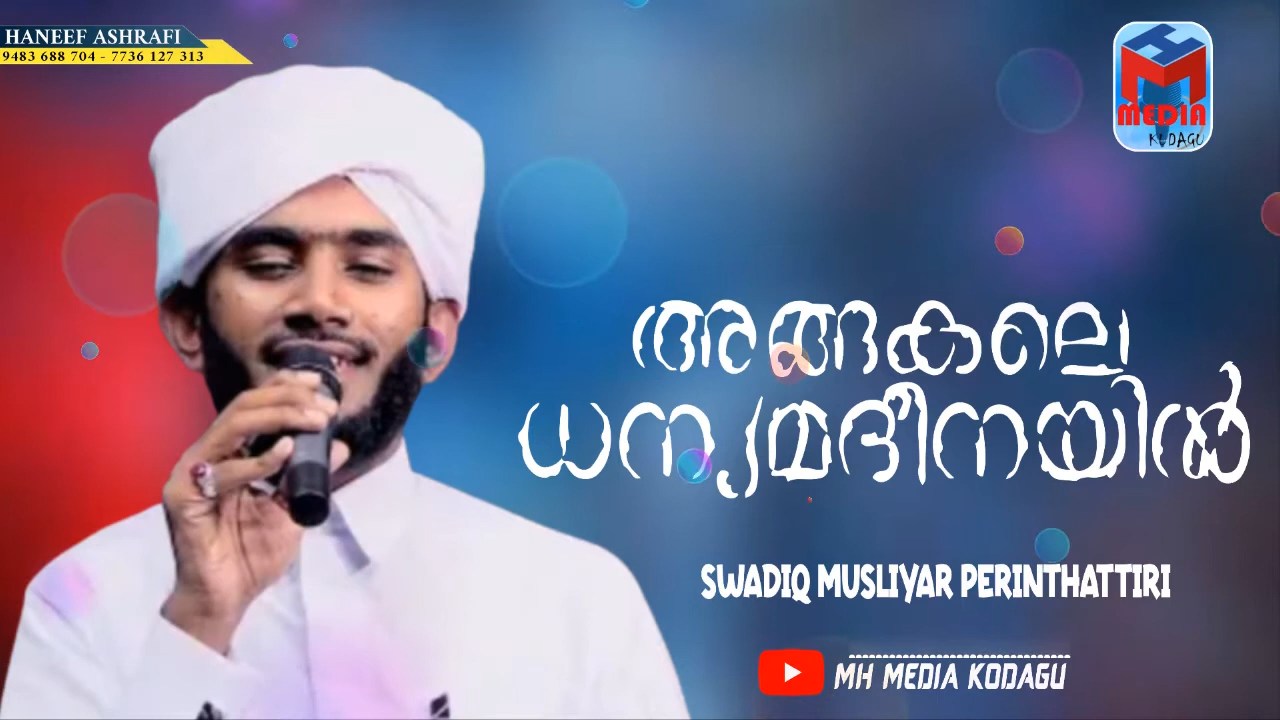 HANEEF ASHRAFI
9483 688 704 - 7736 127 313
MEDIA
KODAGU
അങ്ങകലെ
ധന്യമദീനയിൽ
SWADIQ MUSLIYAR PERINTHATTIRI
MH MEDIA KODAGU